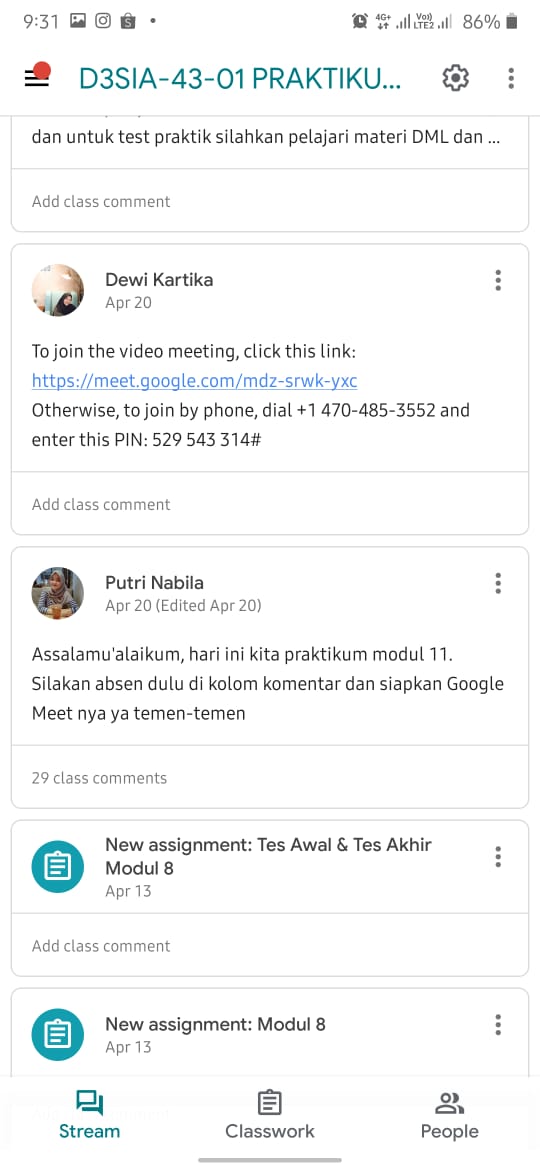 9:31
4G+
Vo))
LTE2
86%
D3SIA-43-01 PRAKTIKU...
dan untuk test praktik silahkan pelajari materi DML dan ...
Add class comment
Dewi Kartika
Apr 20
To join the video meeting, click this link:
https://meet.google.com/mdz-srwk-yxc
Otherwise, to join by phone, dial +1 470-485-3552 and
enter this PIN: 529 543 314#
Add class comment
Putri Nabila
Apr 20 (Edited Apr 20)
Assalamu'alaikum, hari ini kita praktikum modul 11.
Silakan absen dulu di kolom komentar dan siapkan Google
Meet nya ya temen-temen
29 class comments
New assignment: Tes Awal & Tes Akhir
Modul 8
Apr 13
Add class comment
New assignment: Modul 8
Apr 13
Stream
Classwork
People